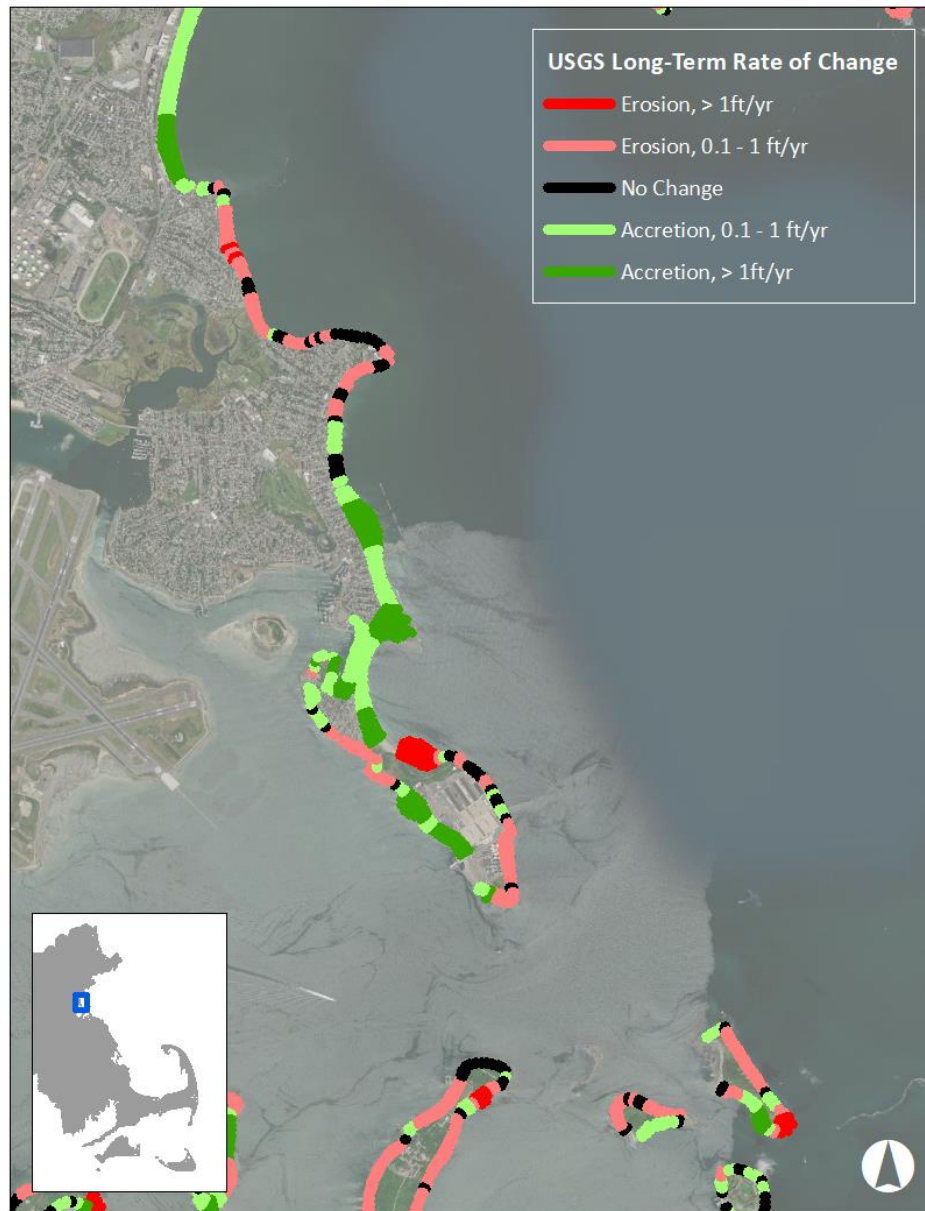 USGS Long-Term Rate of Change
Erosion, > 1ft/yr
Erosion, 0.1 - 1 ft/yr
No Change
Accretion, 0.1 - 1 ft/yr
Accretion, > 1ft/yr